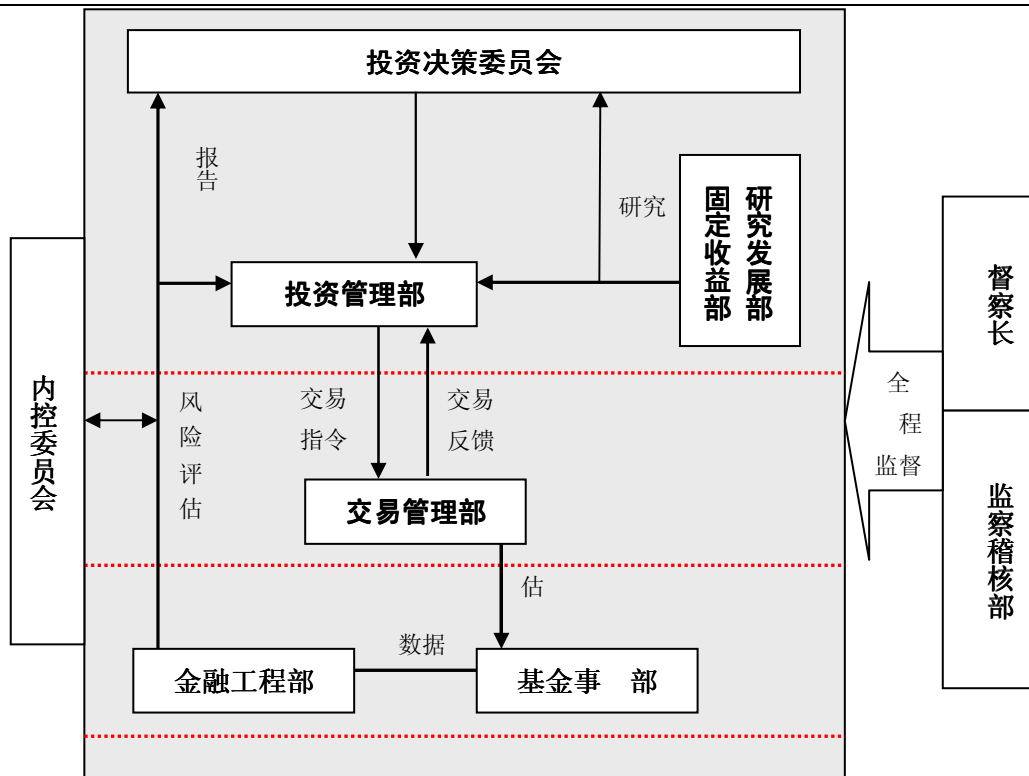 投资决策委员会
报
告
研究
固定收益部
研究发展部
投资管理部
督察长
内控委员会
风
险
评
估
交易
指令
交易
反馈
全
程
监督
交易管理部
监察稽核部
估
数据
金融工程部
基金事 部